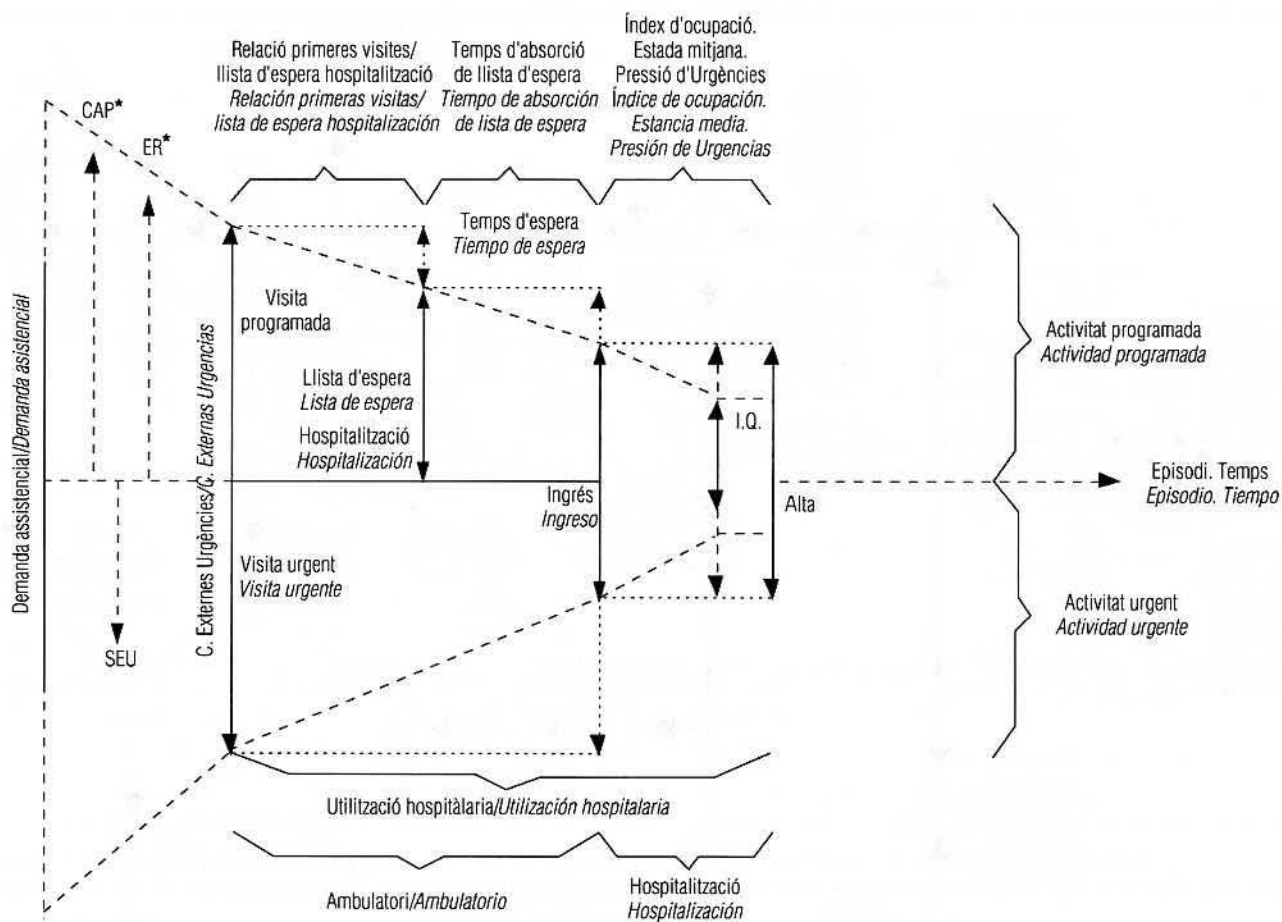 Relació primeres visites/
llista d'espera hospitalització
Relación primeras visitas/
lista de espera hospitalización
Temps d'absorció
de llista d'espera
Tiempo de absorción
de lista de espera
Índex d'ocupació.
Estada mitjana.
Pressió d'Urgències
Índice de ocupación.
Estancia media.
Presión de Urgencias
CAP*
ER*
Temps d'espera
Tiempo de espera
Visita
programada
Llista d'espera
Lista de espera
Hospitalització
Hospitalización
I.Q.
Activitat programada
Actividad programada
Demanda assistencial/Demanda asistencial
C. Externes Urgències/C. Externas Urgencias
Ingrés
Ingreso
Alta
Episodi. Temps
Episodio. Tiempo
Visita urgent
Visita urgente
SEU
Activitat urgent
Actividad urgente
Utilització hospitàlaria/Utilización hospitalaria
Ambulatori/Ambulatorio
Hospitalització
Hospitalización